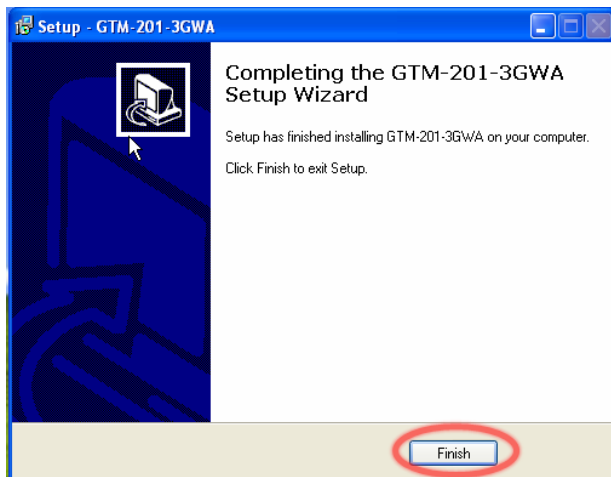 Setup - GTM-201-3GWA
Completing the GTM-201-3GWA
Setup Wizard
Setup has finished installing GTM-201-3GWA on your computer.
Click Finish to exit Setup.
Finish